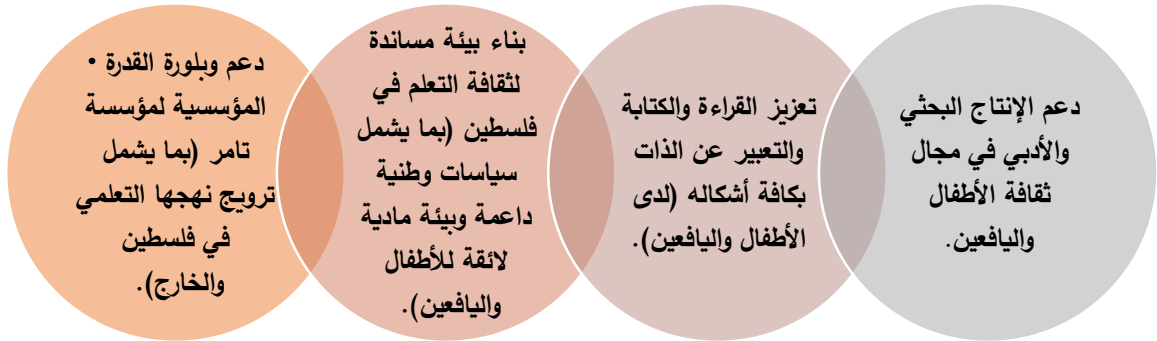 دعم الإنتاج البحثي
والأدبي في مجال
ثقافة الأطفال
واليافعين.
تعزيز القراءة والكتابة
والتعبير عن الذات
بكافة أشكاله (لدى
الأطفال واليافعين).
بناء بيئة مساندة
لثقافة التعلم في
فلسطين (بما يشمل
سياسات وطنية
داعمة وبيئة مادية
لائقة للأطفال
واليافعين).
دعم وبلورة القدرة •
المؤسسية لمؤسسة
تامر (بما يشمل
ترويج نهجها التعلمي
في فلسطين
والخارج).